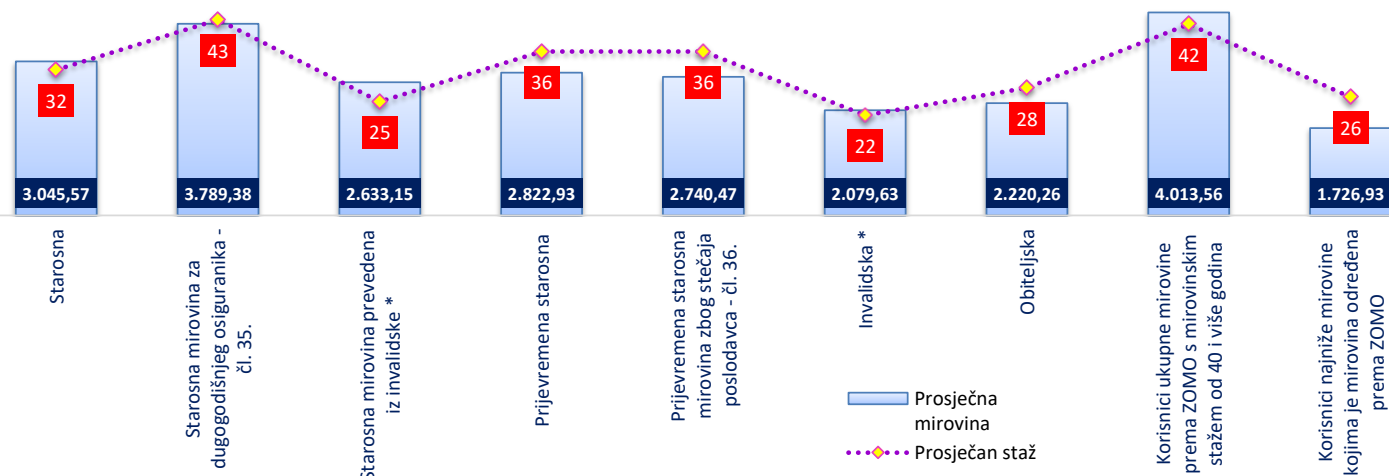 43
42
36
36
32
28
26
25
22
3.045,57
3.789,38
2.633,15
2.822,93
2.740,47
2.079,63
2.220,26
4.013,56
1.726,93
Starosna
Starosna mirovina za
dugogodišnjeg osiguranika -
čl. 35.
Starosna mirovina prevedena
iz invalidske *
Prijevremena starosna
Prijevremena starosna
mirovina zbog stečaja
poslodavca - čl. 36.
Invalidska *
Obiteljska
Korisnici ukupne mirovine
prema ZOMO s mirovinskim
stažem od 40 i više godina
Korisnici najniže mirovine
kojima je mirovina određena
prema ZOMO
Prosječna
mirovina
Prosječan staž